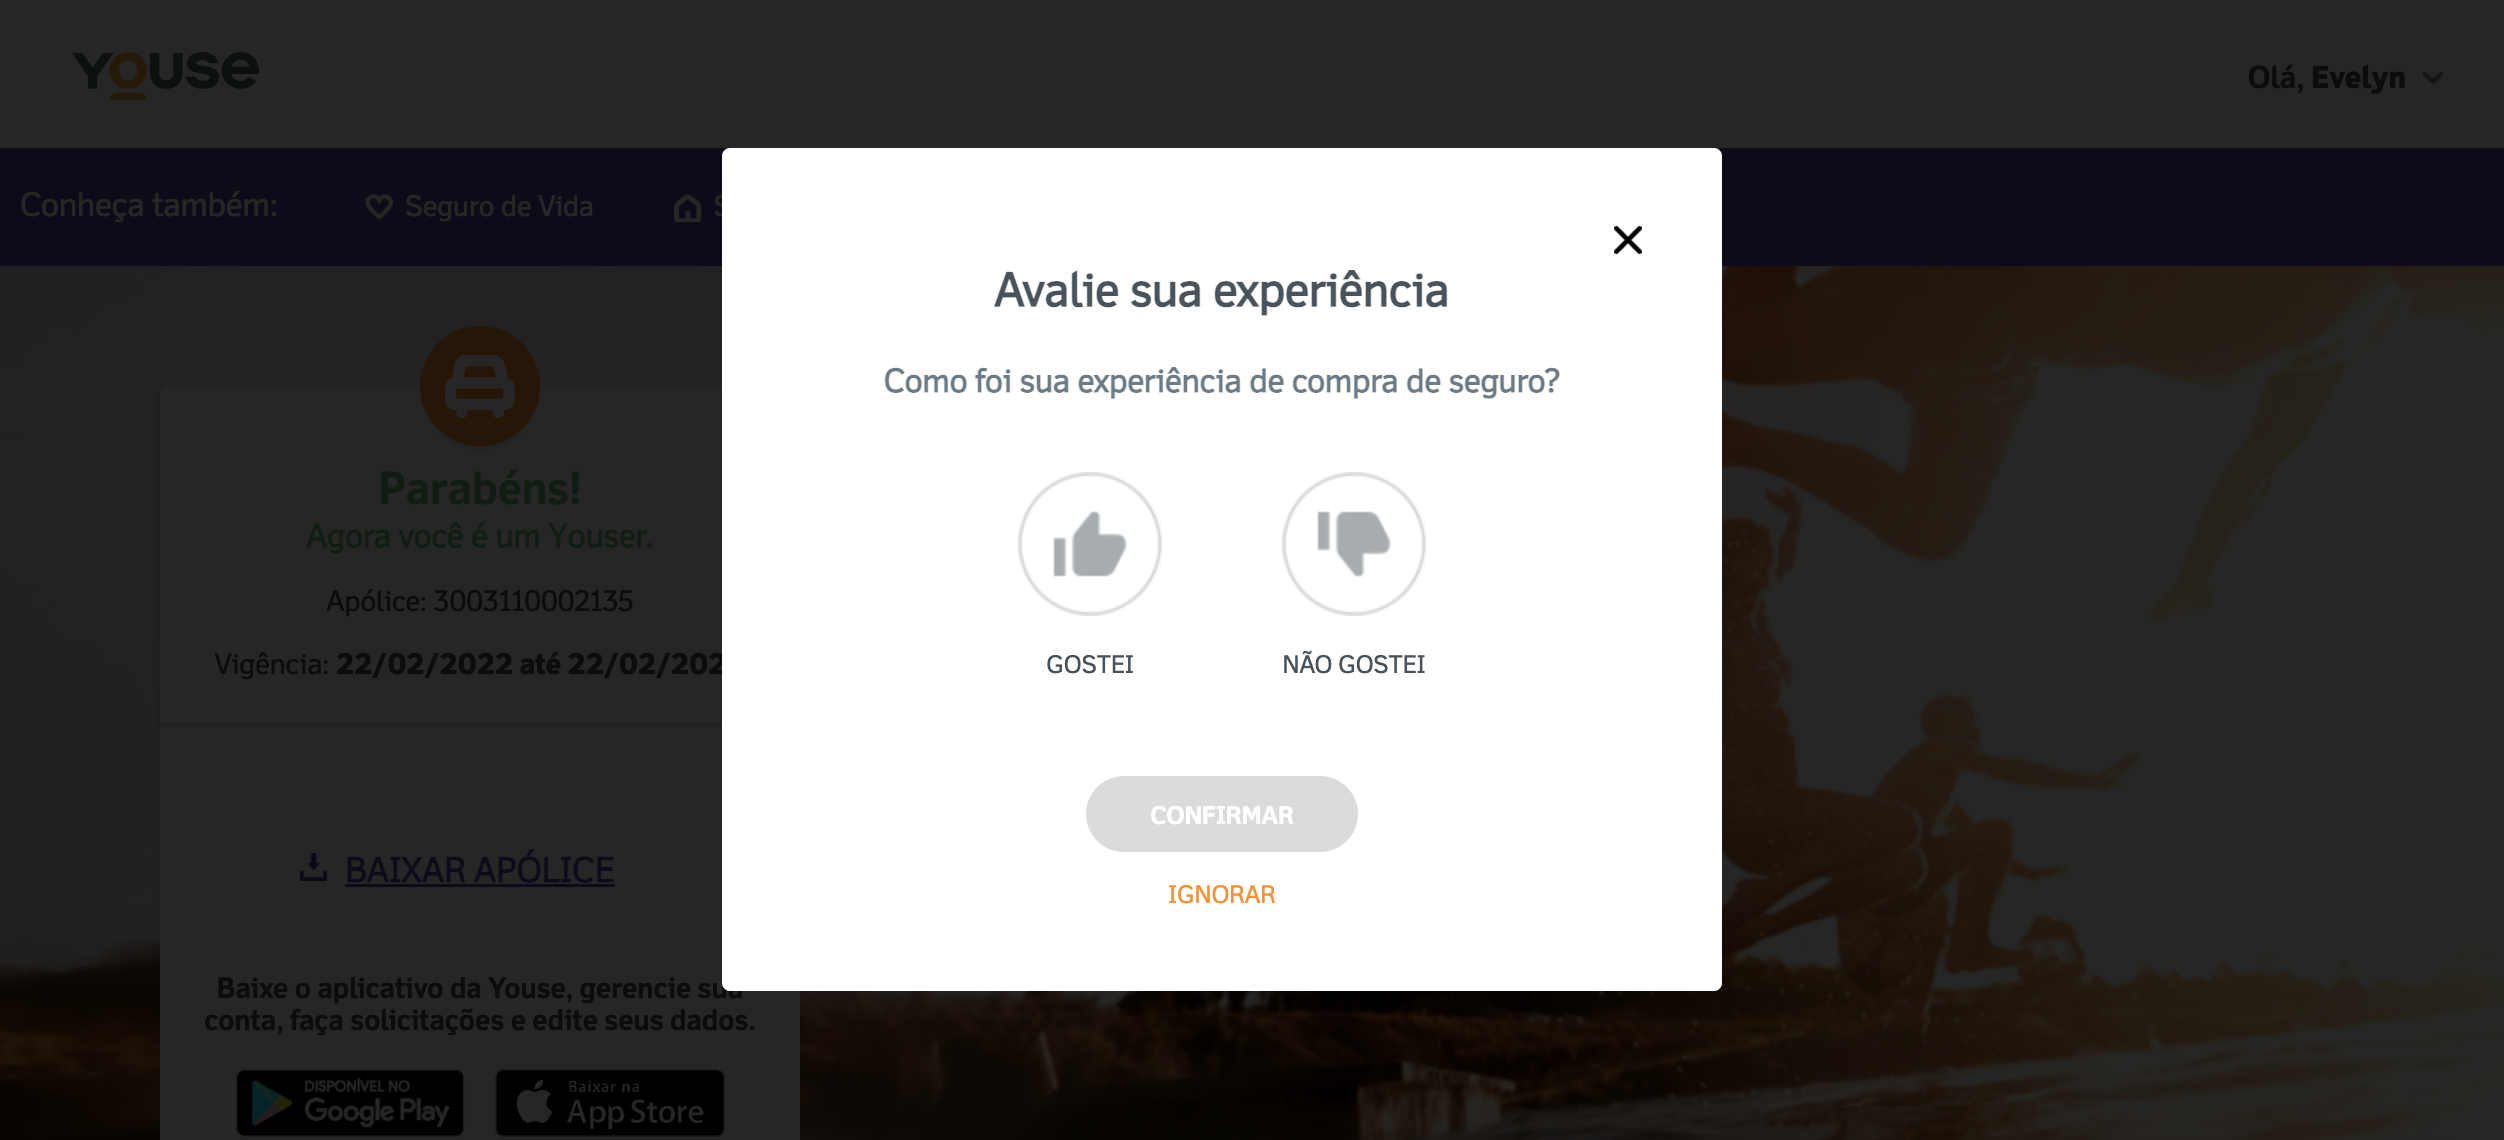 Youse
Olá, Evelyn
Conheça também:
Seguro de Vida
Avalie sua experiência
Como foi sua experiência de compra de seguro?
GOSTEI
NÃO GOSTEI
CONFIRMAR
IGNORAR
Parabéns!
Agora você é um Youser.
Apólice: 3003110002135
Vigência: 22/02/2022 até 22/02/202
BAIXAR APÓLICE
Baixe o aplicativo da Youse, gerencie sua
conta, faça solicitações e edite seus dados.
DISPONÍVEL NO
Google Play
Baixar na
App Store